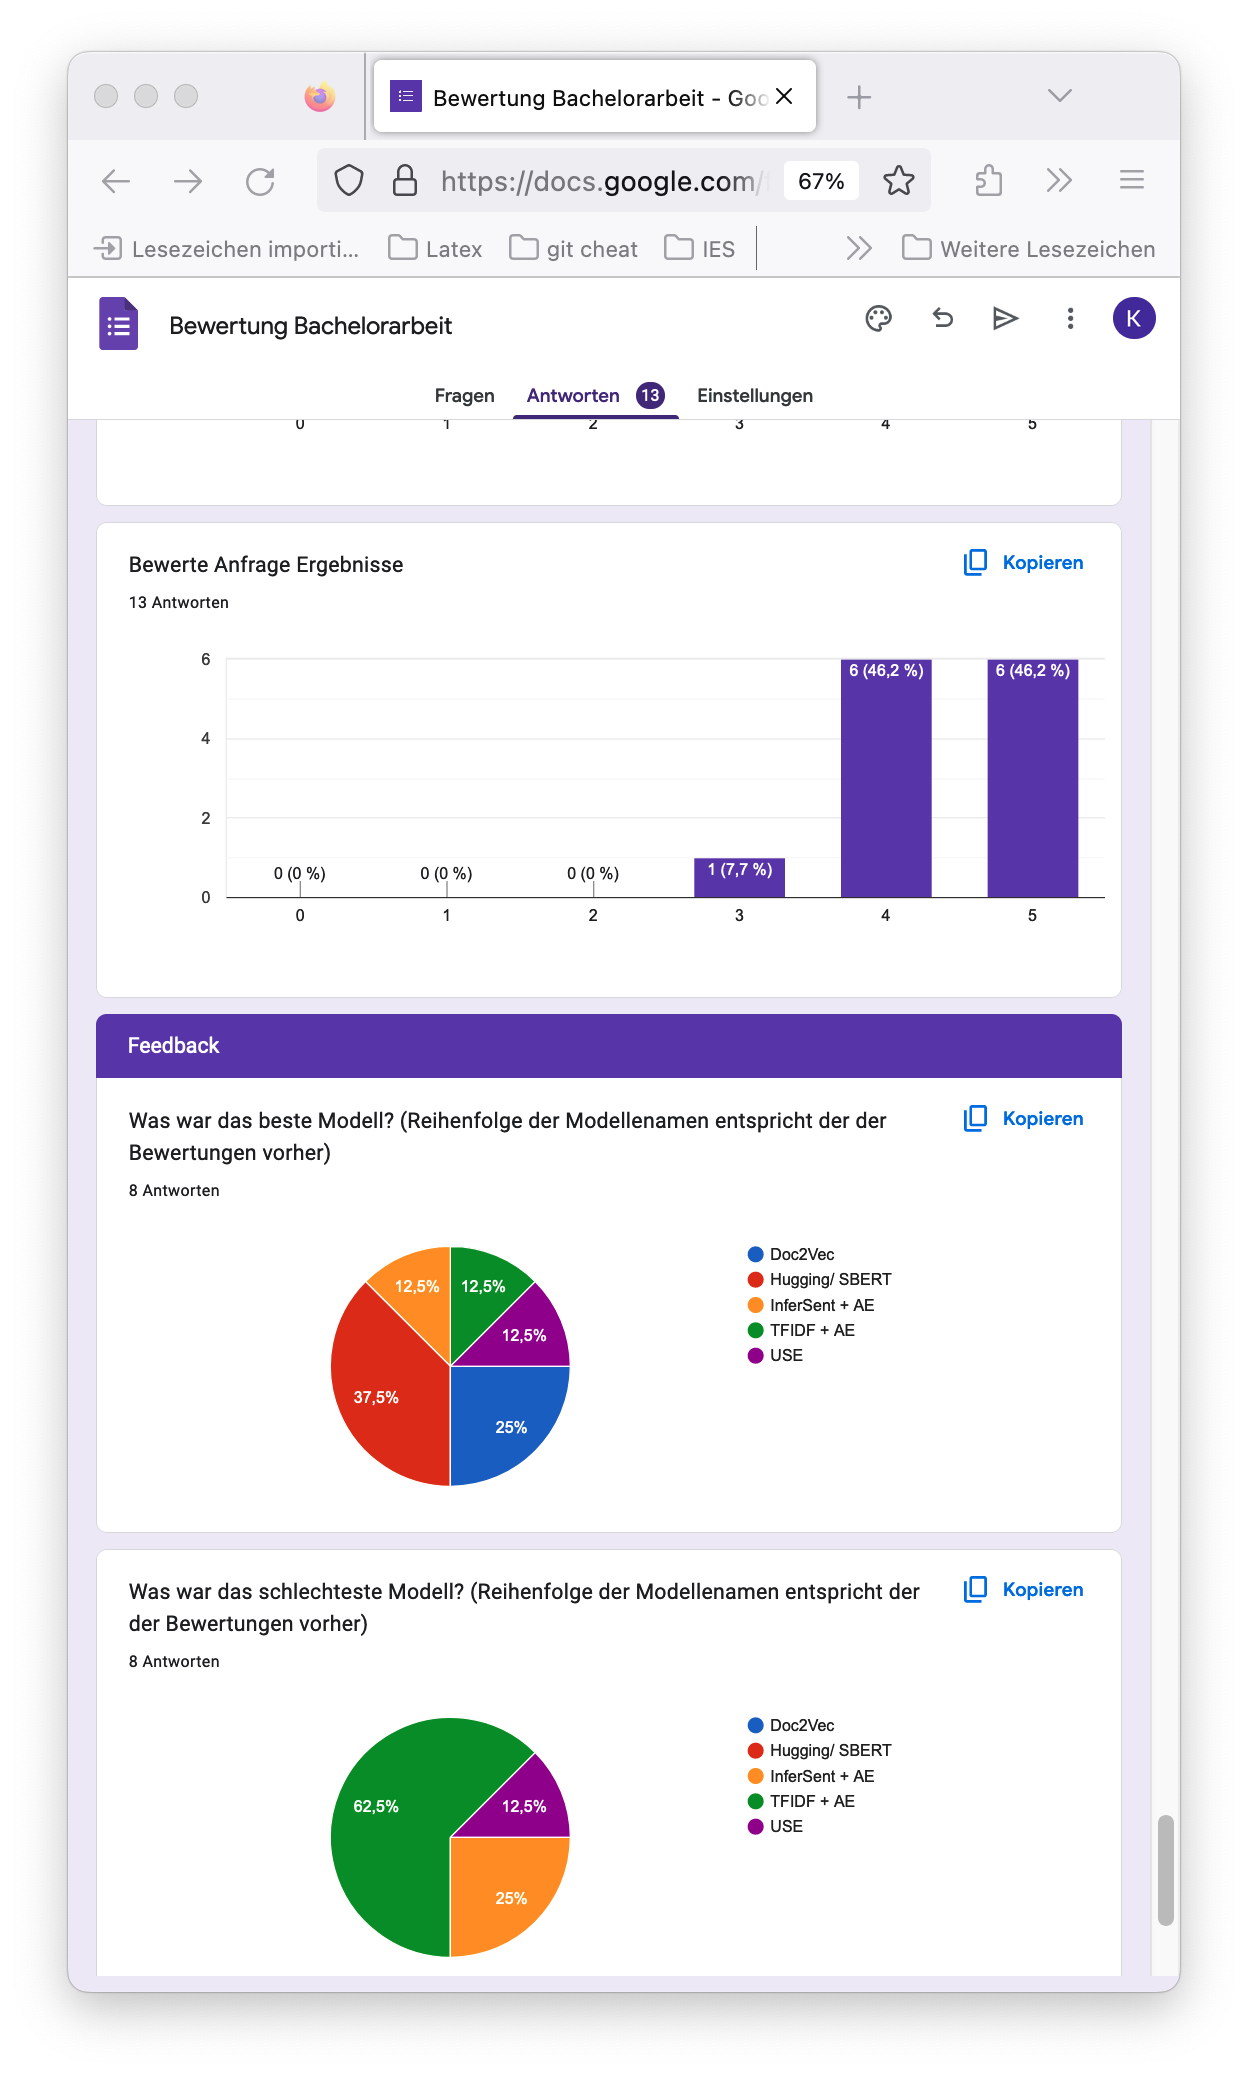 Bewertung Bachelorarbeit - Goo
https://docs.google.com/
67%
Lesezeichen importi...
Latex
git cheat
IES
Weitere Lesezeichen
Bewertung Bachelorarbeit
K
Fragen
Antworten 13
Einstellungen
0 1 2 3 4 5
Bewerte Anfrage Ergebnisse
Kopieren
13 Antworten
6
6 (46,2 %) 6 (46,2 %)
4
2
0 (0 %) 0 (0 %) 0 (0 %) 1 (7,7 %)
0
0 1 2 3 4 5
Feedback
Was war das beste Modell? (Reihenfolge der Modellenamen entspricht der der
Bewertungen vorher)
Kopieren
8 Antworten
12,5% 12,5%
12,5%
37,5%
25%
Doc2Vec
Hugging/ SBERT
InferSent + AE
TFIDF + AE
USE
Was war das schlechteste Modell? (Reihenfolge der Modellenamen entspricht der
der Bewertungen vorher)
Kopieren
8 Antworten
62,5% 12,5%
25%
Doc2Vec
Hugging/ SBERT
InferSent + AE
TFIDF + AE
USE